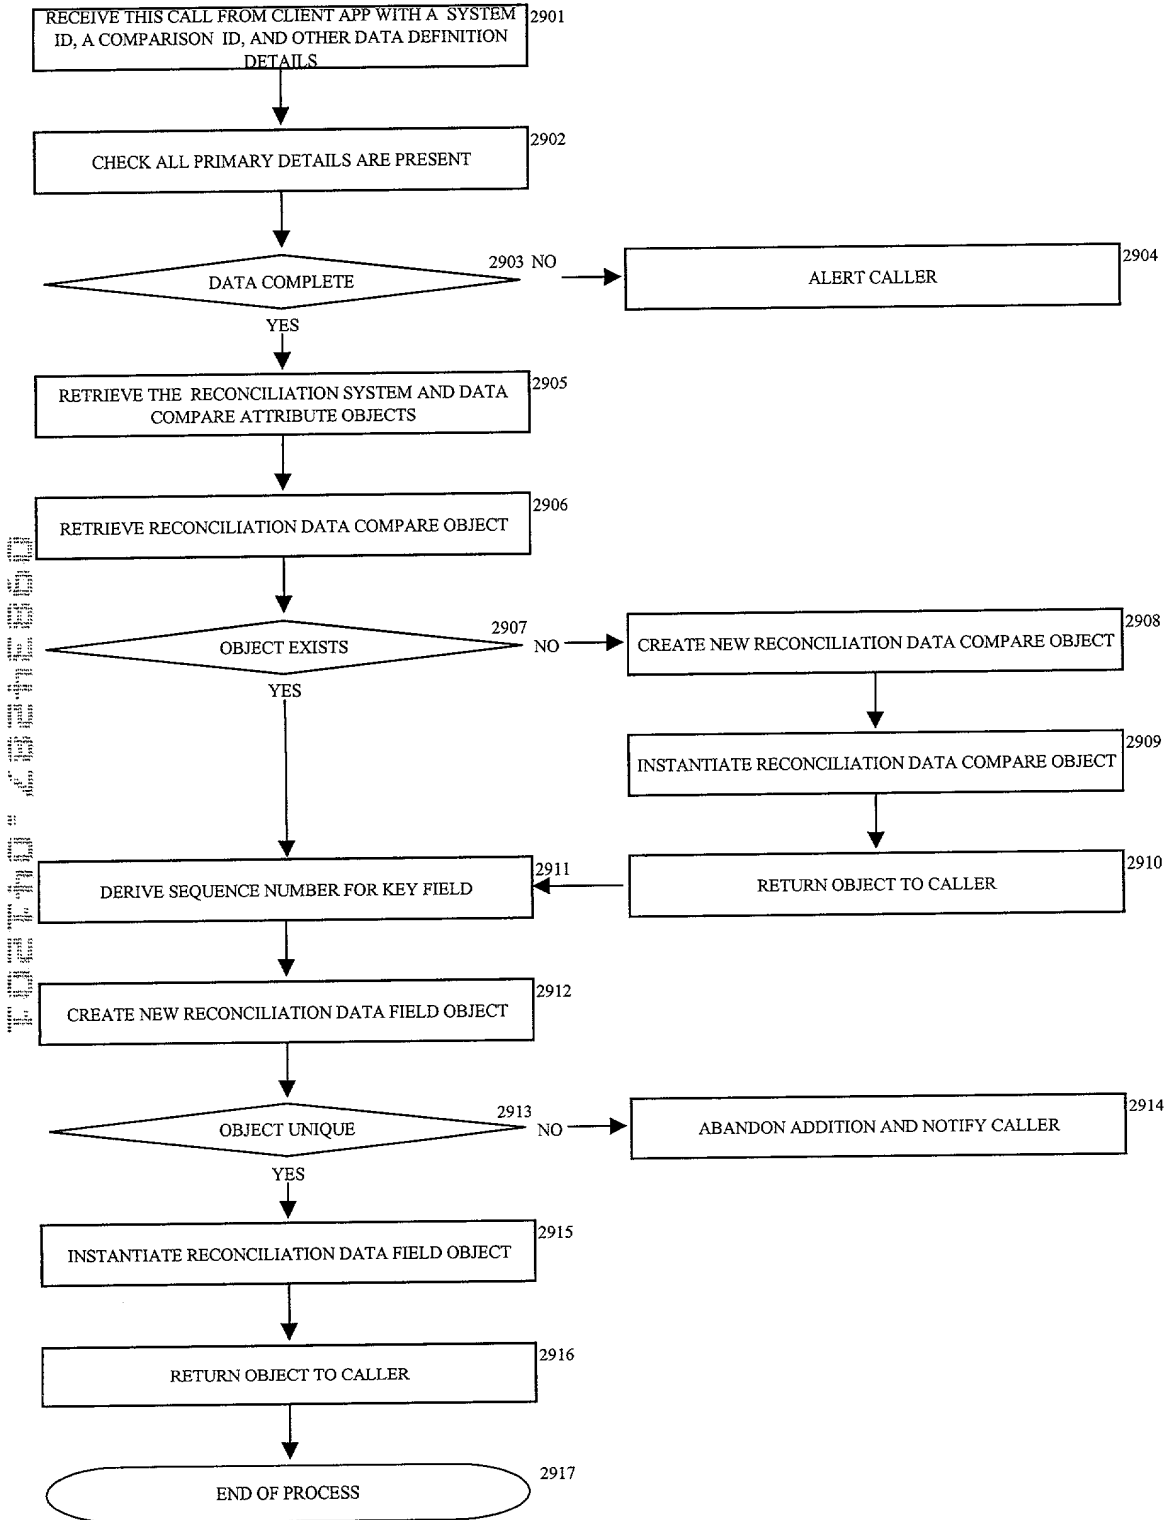 RECEIVE THIS CALL FROM CLIENT APP WITH A SYSTEM
ID, A COMPARISON ID, AND OTHER DATA DEFINITION
DETAILS
2901
CHECK ALL PRIMARY DETAILS ARE PRESENT
2902
DATA COMPLETE
2903 NO
YES
ALERT CALLER
2904
RETRIEVE THE RECONCILIATION SYSTEM AND DATA
COMPARE ATTRIBUTE OBJECTS
2905
RETRIEVE RECONCILIATION DATA COMPARE OBJECT
2906
OBJECT EXISTS
2907
NO
YES
CREATE NEW RECONCILIATION DATA COMPARE OBJECT
2908
INSTANTIATE RECONCILIATION DATA COMPARE OBJECT
2909
RETURN OBJECT TO CALLER
2910
DERIVE SEQUENCE NUMBER FOR KEY FIELD
2911
CREATE NEW RECONCILIATION DATA FIELD OBJECT
2912
OBJECT UNIQUE
2913
NO
YES
ABANDON ADDITION AND NOTIFY CALLER
2914
INSTANTIATE RECONCILIATION DATA FIELD OBJECT
2915
RETURN OBJECT TO CALLER
2916
END OF PROCESS
2917